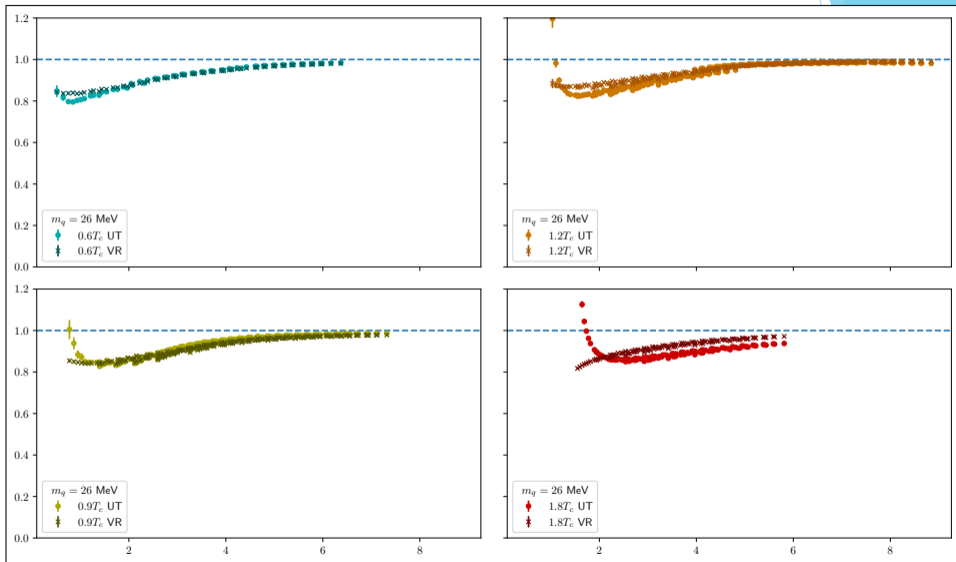 1.2
1.0
0.8
0.6
0.4
0.2
0.0
m_q = 26 MeV
0.6T_c UT
0.6T_c VR
m_q = 26 MeV
1.2T_c UT
1.2T_c VR
1.2
1.0
0.8
0.6
0.4
0.2
0.0
m_q = 26 MeV
0.9T_c UT
0.9T_c VR
2 4 6 8
m_q = 26 MeV
1.8T_c UT
1.8T_c VR
2 4 6 8